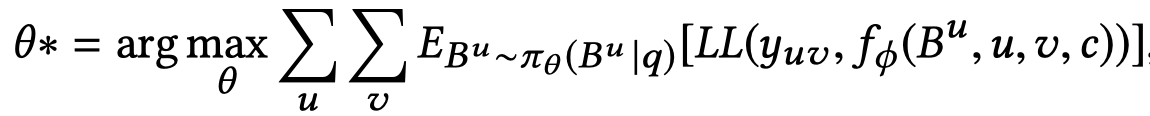 θ* = arg max_θ ∑_u ∑_v E_{B^u∼π_θ(B^u|q)}[LL(y_{uv}, f_ϕ(B^u, u, v, c))],